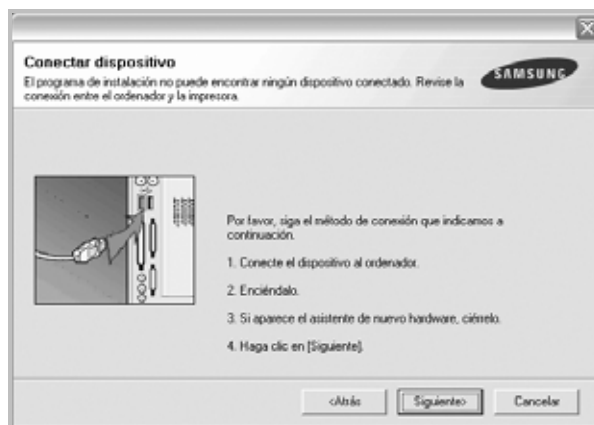 Conectar dispositivo
El programa de instalación no puede encontrar ningún dispositivo conectado. Revise la
conexión entre el ordenador y la impresora.
SAMSUNG
Por favor, siga el método de conexión que indicamos a
continuación.
1. Conecte el dispositivo al ordenador.
2. Enciéndalo.
3. Si aparece el asistente de nuevo hardware, ciérrelo.
4. Haga clic en [Siguiente].
<Atrás
Siguiente>
Cancelar